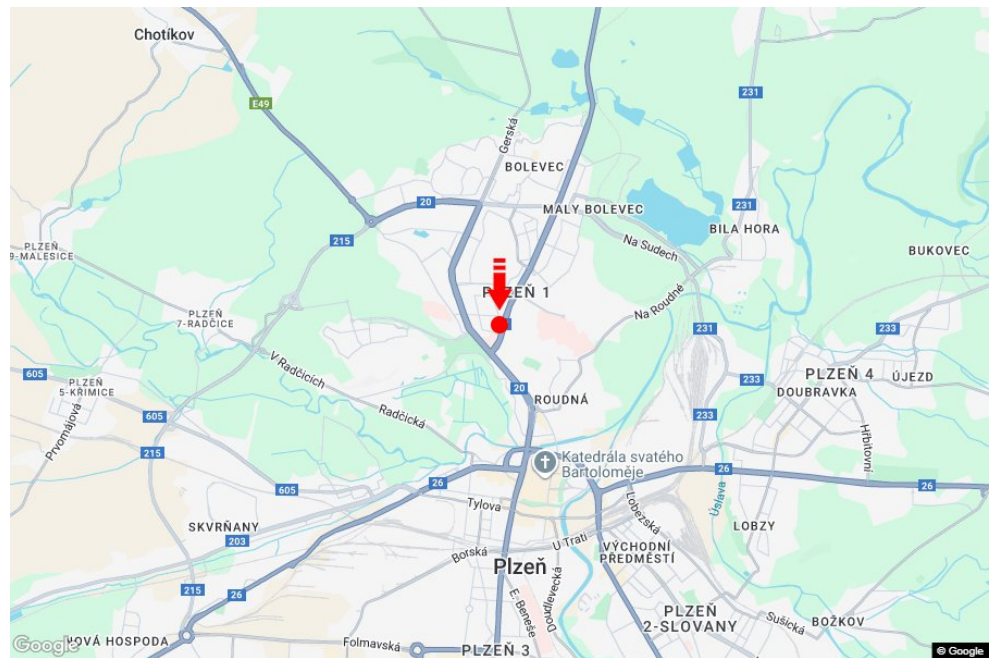 Chotíkov
E49
Gerská
231
BOLEVEC
20
MALY BOLEVEC
215
231
Na Sudech
BILA HORA
PLZEŇ
9-MALESICE
BUKOVEC
PLZEŇ 1
PLZEŇ
7-RADČICE
Na Roudné
231
233
V Radčicích
605
PLZEŇ
5-KŘIMICE
20
ROUDNÁ
233
PLZEŇ 4
ÚJEZD
DOUBRAVKA
Prvomájová
605
Radčická
233
Hřbitovní
215
Katedrála svatého
Bartoloměje
26
26
26
605
Tylova
Lobezská
Úslava
SKVRŇANY
203
LOBZY
Borská
U Trati
VÝCHODNÍ
PŘEDMĚSTÍ
Plzeň
215
26
E. Beneše
Doudlevecká
PLZEŇ
2-SLOVANY
Sušická
BOŽKOV
NOVÁ HOSPODA
Folmavská
PLZEŇ 3
Google
© Google